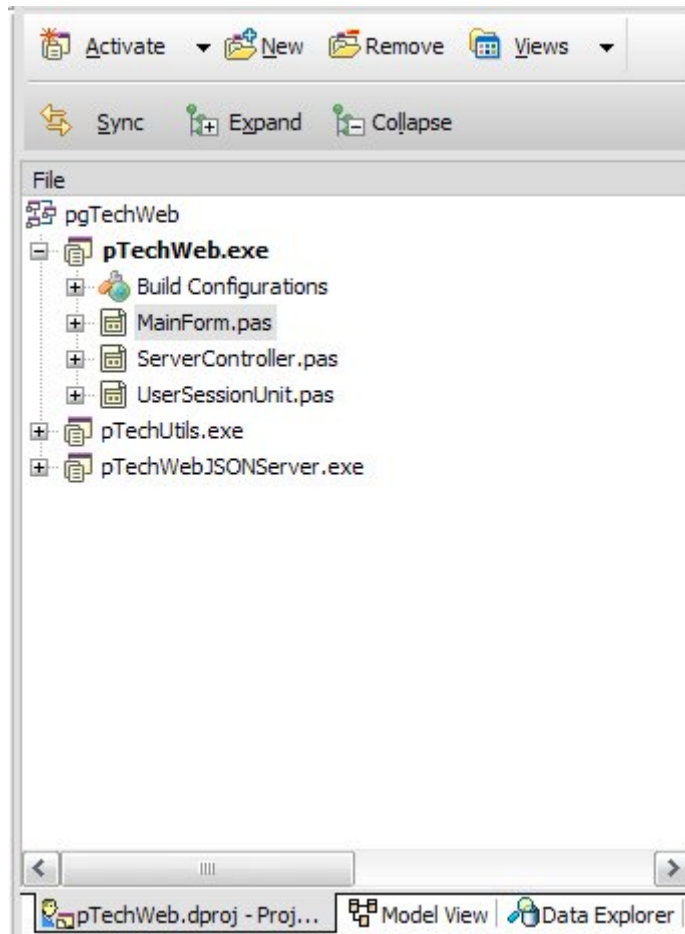 Activate New Remove Views
Sync Expand Collapse
File
pgTechWeb
pTechWeb.exe
Build Configurations
MainForm.pas
ServerController.pas
UserSessionUnit.pas
pTechUtils.exe
pTechWebJSONServer.exe
pTechWeb.dproj - Proj... Model View Data Explorer